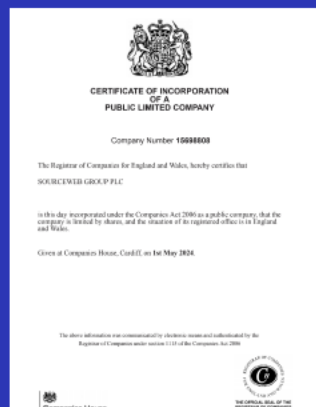 CERTIFICATE OF INCORPORATION
OF A
PUBLIC LIMITED COMPANY
Company Number 15698808
The Registrar of Companies for England and Wales, hereby certifies that
SOURCEWEB GROUP PLC
is this day incorporated under the Companies Act 2006 as a public company, that the
company is limited by shares, and the situation of its registered office is in England
and Wales.
Given at Companies House, Cardiff, on 1st May 2024.
The above information was communicated by electronic means and authenticated by the
Registrar of Companies under section 1115 of the Companies Act 2006
THE OFFICIAL SEAL OF THE